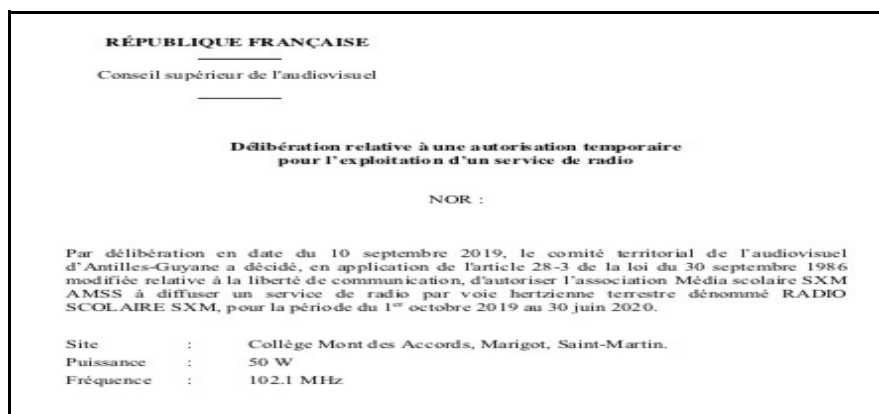 RÉPUBLIQUE FRANÇAISE
Conseil supérieur de l'audiovisuel
Délibération relative à une autorisation temporaire
pour l'exploitation d'un service de radio
NOR :
Par délibération en date du 10 septembre 2019, le comité territorial de l'audiovisuel
d'Antilles-Guyane a décidé, en application de l'article 28-3 de la loi du 30 septembre 1986
modifiée relative à la liberté de communication, d'autoriser l'association Média scolaire SXM
AMSS à diffuser un service de radio par voie hertzienne terrestre dénommé RADIO
SCOLAIRE SXM, pour la période du 1er octobre 2019 au 30 juin 2020.
Site : Collège Mont des Accords, Marigot, Saint-Martin.
Puissance : 50 W
Fréquence : 102.1 MHz